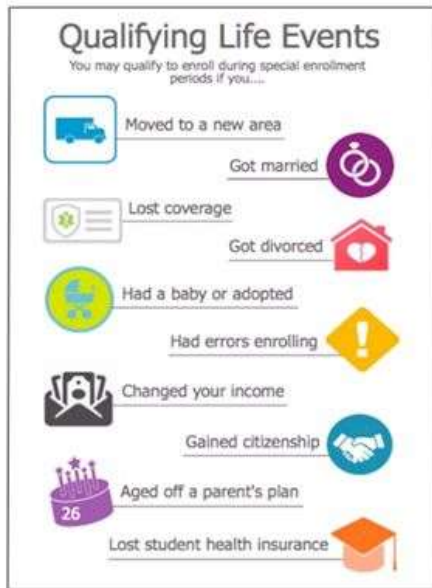 Qualifying Life Events
You may qualify to enroll during special enrollment
periods if you....
Moved to a new area
Got married
Lost coverage
Got divorced
Had a baby or adopted
Had errors enrolling
Changed your income
Gained citizenship
Aged off a parent's plan
26
Lost student health insurance